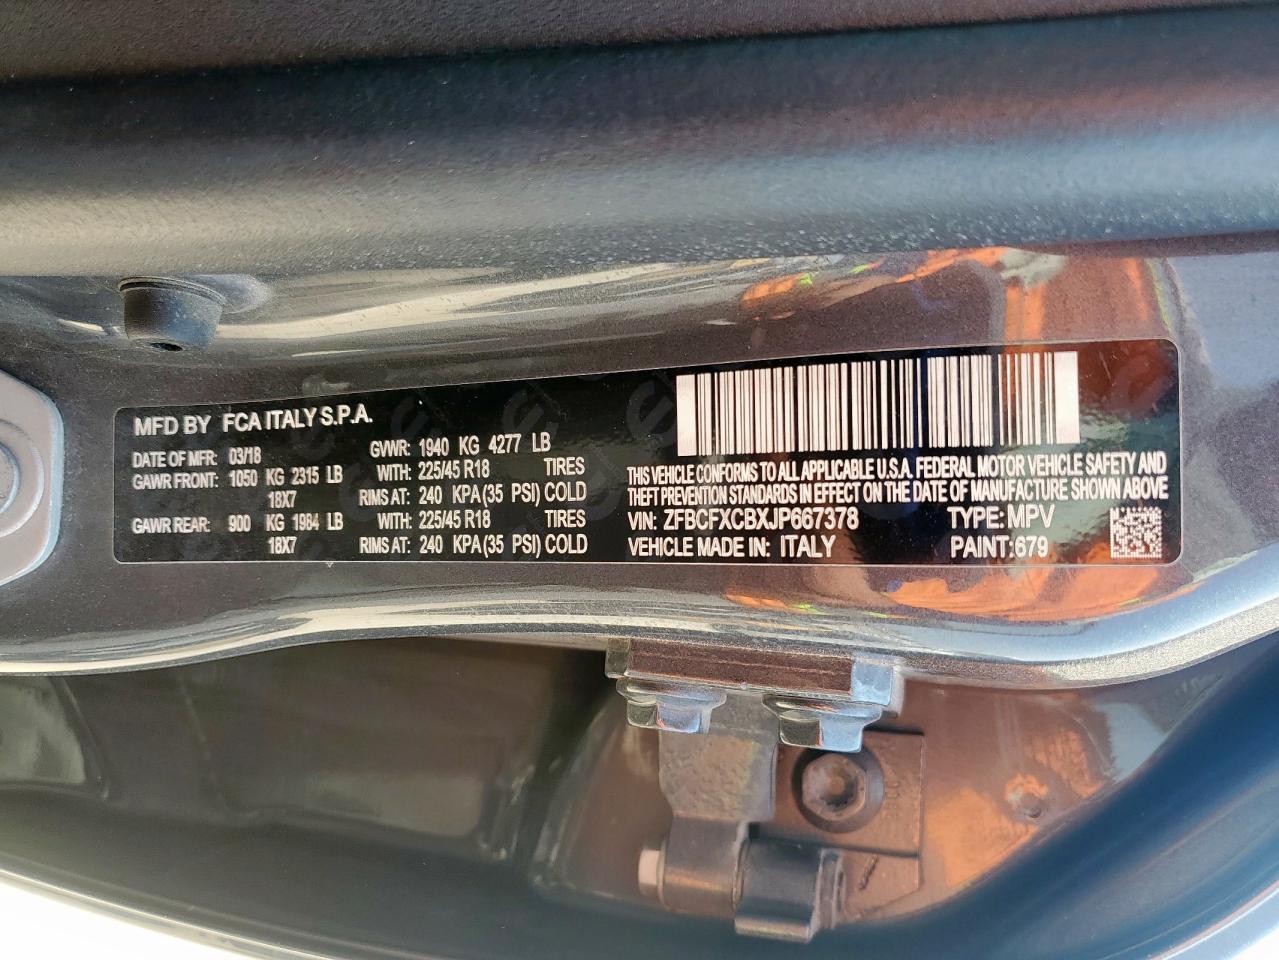 MFD BY FCA ITALY S.P.A.
DATE OF MFR: 03/18 GVWR: 1940 KG 4277 LB
GAWR FRONT: 1050 KG 2315 LB WITH: 225/45 R18 TIRES
18X7 RIMS AT: 240 KPA(35 PSI) COLD
GAWR REAR: 900 KG 1984 LB WITH: 225/45 R18 TIRES
18X7 RIMS AT: 240 KPA(35 PSI) COLD
THIS VEHICLE CONFORMS TO ALL APPLICABLE U.S.A. FEDERAL MOTOR VEHICLE SAFETY AND
THEFT PREVENTION STANDARDS IN EFFECT ON THE DATE OF MANUFACTURE SHOWN ABOVE
VIN: ZFBCFXCBXJP667378 TYPE: MPV
VEHICLE MADE IN: ITALY PAINT:679